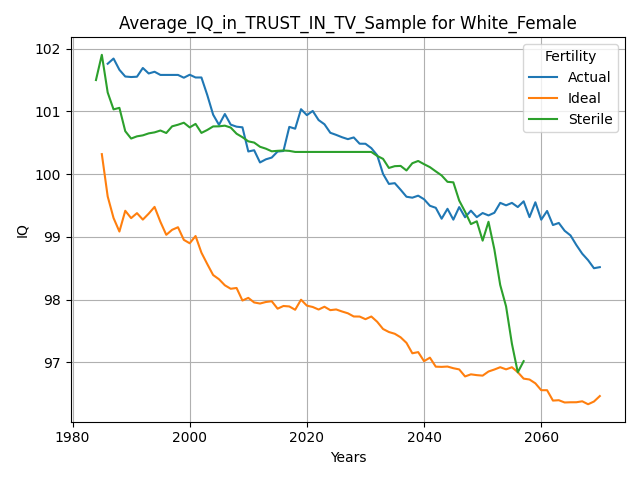 Average_IQ_in_TRUST_IN_TV_Sample for White_Female
Fertility
Actual
Ideal
Sterile
102
101
100
99
98
97
IQ
1980
2000
2020
2040
2060
Years